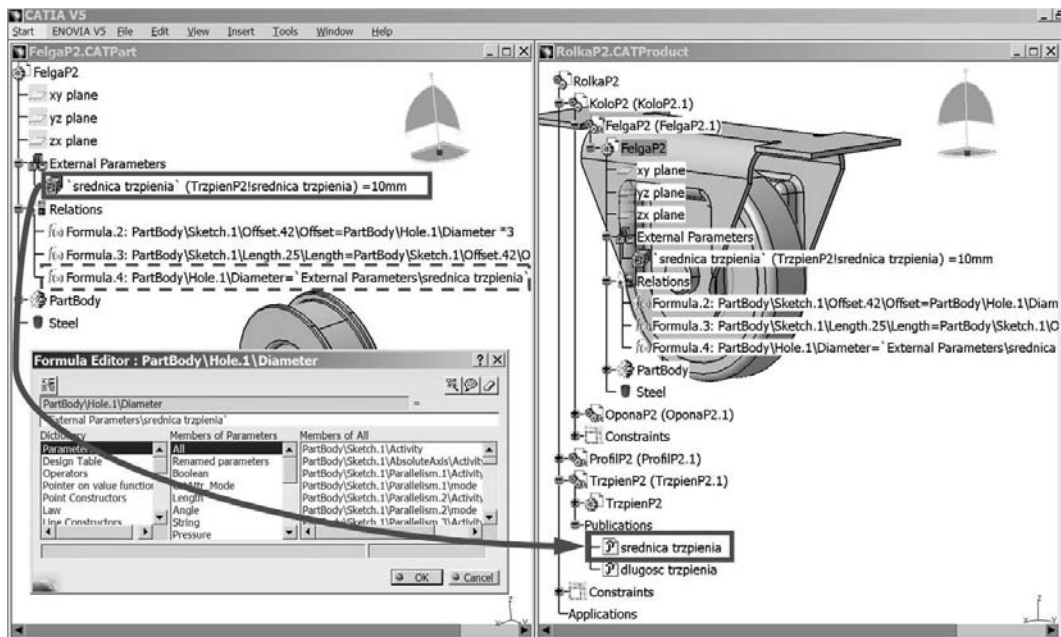 CATIA V5
Start ENOVIA V5 File Edit View Insert Tools Window Help
FelgaP2.CATPart
FelgaP2
xy plane
yz plane
zx plane
External Parameters
`srednica trzpienia` (TrzpienP2!srednica trzpienia) =10mm
Relations
Formula.2: PartBody\Sketch.1\Offset.42\Offset=PartBody\Hole.1\Diameter *3
Formula.3: PartBody\Sketch.1\Length.25\Length=PartBody\Sketch.1\Offset.42\O
Formula.4: PartBody\Hole.1\Diameter=`External Parameters\srednica trzpienia`
PartBody
Steel
Formula Editor : PartBody\Hole.1\Diameter
PartBody\Hole.1\Diameter =
`External Parameters\srednica trzpienia`
Dictionary Members of Parameters Members of All
Parameter All PartBody\Sketch.1\Activity
Design Table Renamed parameters PartBody\Sketch.1\AbsoluteAxis\Activit
Operators Boolean PartBody\Sketch.1\Parallelism.1\Activity
Pointer on value function Attr_Mode PartBody\Sketch.1\Parallelism.1\mode
Point Constructors Length PartBody\Sketch.1\Parallelism.2\Activity
Law Angle PartBody\Sketch.1\Parallelism.2\mode
Line Constructors String PartBody\Sketch.1\Parallelism.3\Activity
Pressure
OK Cancel
RolkaP2.CATProduct
RolkaP2
KoloP2 (KoloP2.1)
FelgaP2 (FelgaP2.1)
FelgaP2
xy plane
yz plane
zx plane
External Parameters
`srednica trzpienia` (TrzpienP2!srednica trzpienia) =10mm
Relations
Formula.2: PartBody\Sketch.1\Offset.42\Offset=PartBody\Hole.1\Diam
Formula.3: PartBody\Sketch.1\Length.25\Length=PartBody\Sketch.1\O
Formula.4: PartBody\Hole.1\Diameter=`External Parameters\srednica
PartBody
Steel
OponaP2 (OponaP2.1)
Constraints
ProfilP2 (ProfilP2.1)
TrzpienP2 (TrzpienP2.1)
TrzpienP2
Publications
srednica trzpienia
dlugosc trzpienia
Constraints
Applications